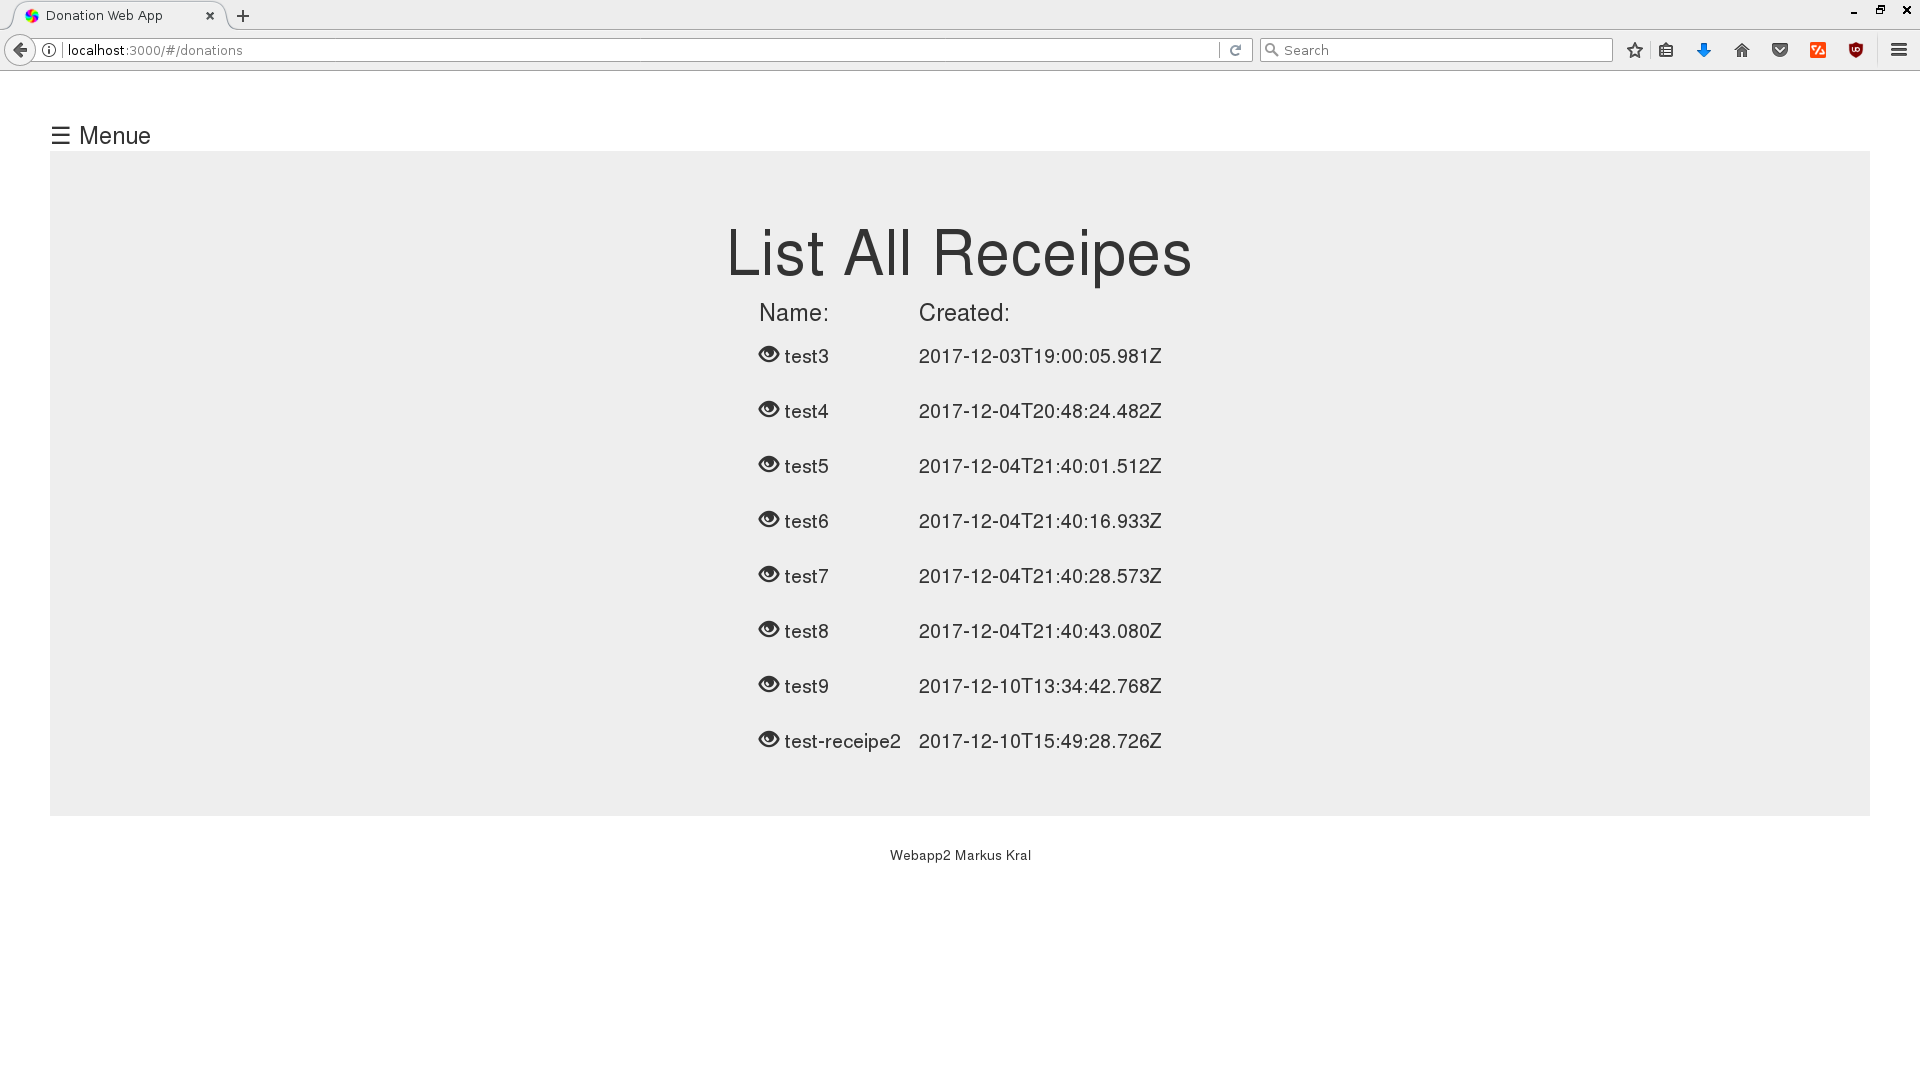 Donation Web App
localhost:3000/#/donations
Search
☰ Menue
List All Receipes
Name: Created:
test3 2017-12-03T19:00:05.981Z
test4 2017-12-04T20:48:24.482Z
test5 2017-12-04T21:40:01.512Z
test6 2017-12-04T21:40:16.933Z
test7 2017-12-04T21:40:28.573Z
test8 2017-12-04T21:40:43.080Z
test9 2017-12-10T13:34:42.768Z
test-receipe2 2017-12-10T15:49:28.726Z
Webapp2 Markus Kral